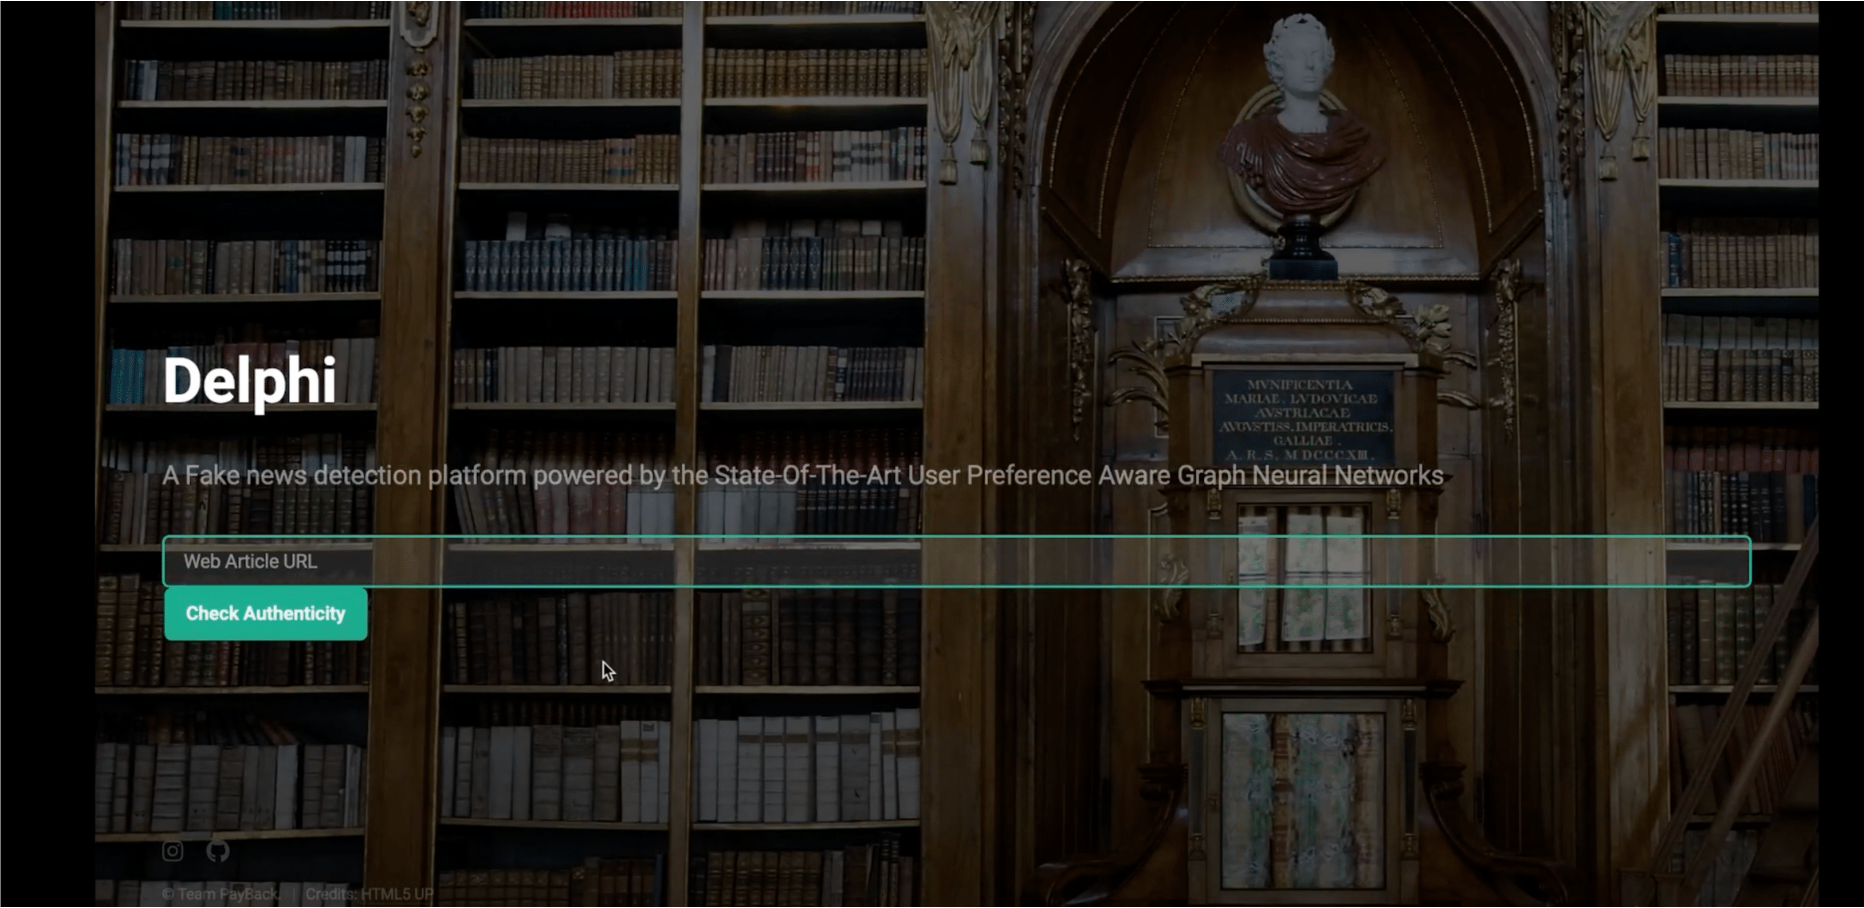 MVNIFICENTIA
MARIAE. LVDOVICAE
AVSTRIACAE
AVGVSTISS. IMPERATRICIS.
GALLIAE.
A. R. S. MDCCCXIII.
Delphi
A Fake news detection platform powered by the State-Of-The-Art User Preference Aware Graph Neural Networks
Web Article URL
Check Authenticity
© Team PayBack. | Credits: HTML5 UP